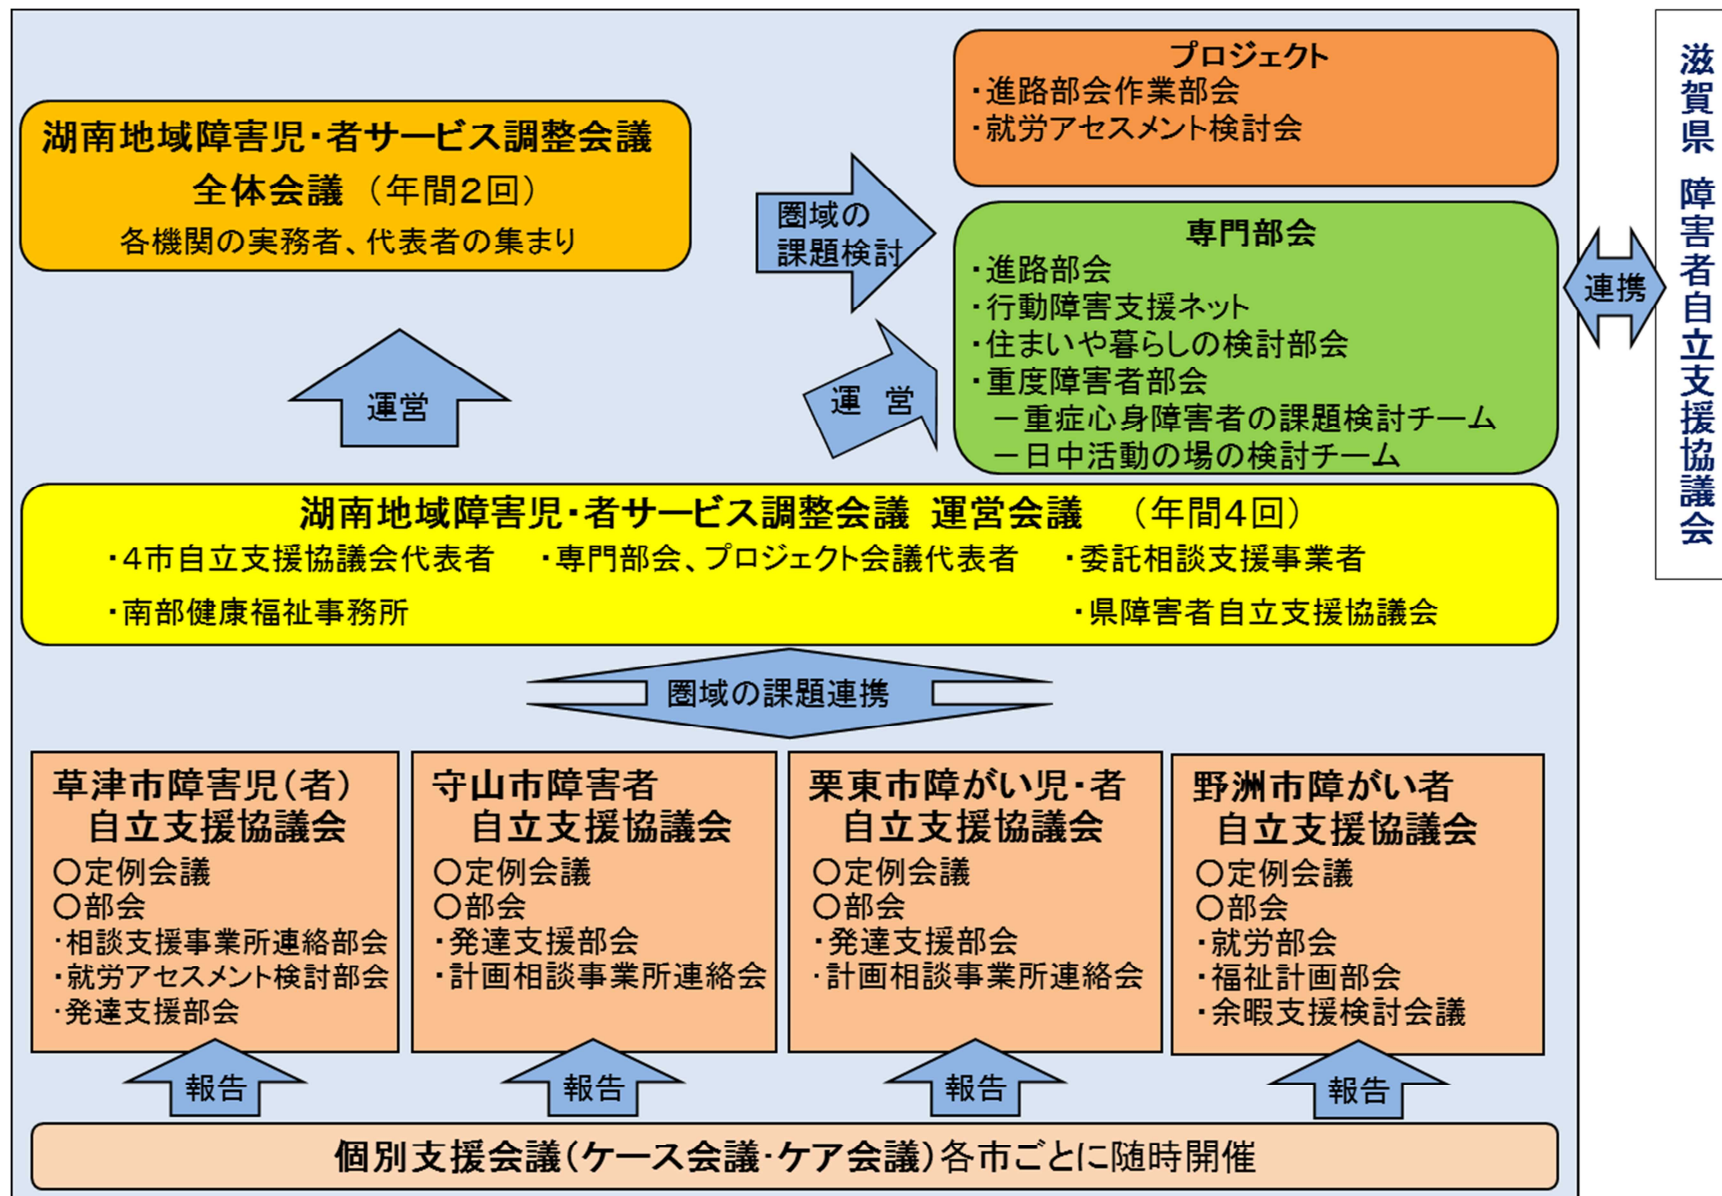 プロジェクト
・進路部会作業部会
・就労アセスメント検討会
湖南地域障害児・者サービス調整会議
全体会議（年間２回）
各機関の実務者、代表者の集まり
圏域の
課題検討
専門部会
・進路部会
・行動障害支援ネット
・住まいや暮らしの検討部会
・重度障害者部会
－重症心身障害者の課題検討チーム
－日中活動の場の検討チーム
連携
滋賀県 障害者自立支援協議会
運営
運 営
湖南地域障害児・者サービス調整会議 運営会議 （年間４回）
・４市自立支援協議会代表者 ・専門部会、プロジェクト会議代表者 ・委託相談支援事業者
・南部健康福祉事務所 ・県障害者自立支援協議会
圏域の課題連携
草津市障害児(者)
自立支援協議会
○定例会議
○部会
・相談支援事業所連絡部会
・就労アセスメント検討部会
・発達支援部会
守山市障害者
自立支援協議会
○定例会議
○部会
・発達支援部会
・計画相談事業所連絡会
栗東市障がい児・者
自立支援協議会
○定例会議
○部会
・発達支援部会
・計画相談事業所連絡会
野洲市障がい者
自立支援協議会
○定例会議
○部会
・就労部会
・福祉計画部会
・余暇支援検討会議
報告
報告
報告
報告
個別支援会議(ケース会議・ケア会議)各市ごとに随時開催